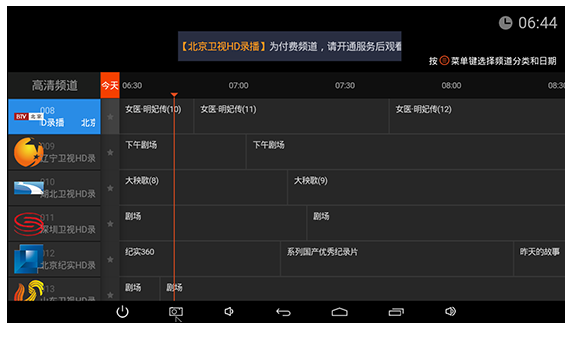 06:44
【北京卫视HD录播】为付费频道，请开通服务后观看
按 菜单键选择频道分类和日期
高清频道 今天 06:30 07:00 07:30 08:00 08:30
008
BTV 北京
D录播 北京
女医·明妃传(10) 女医·明妃传(11) 女医·明妃传(12)
009
辽宁卫视HD录
下午剧场 下午剧场
010
湖北卫视HD录
大秧歌(8) 大秧歌(9)
011
深圳卫视HD录
剧场 剧场
012
北京纪实HD录
纪实360 系列国产优秀纪录片 昨天的故事
013
山东卫视HD录
剧场 剧场